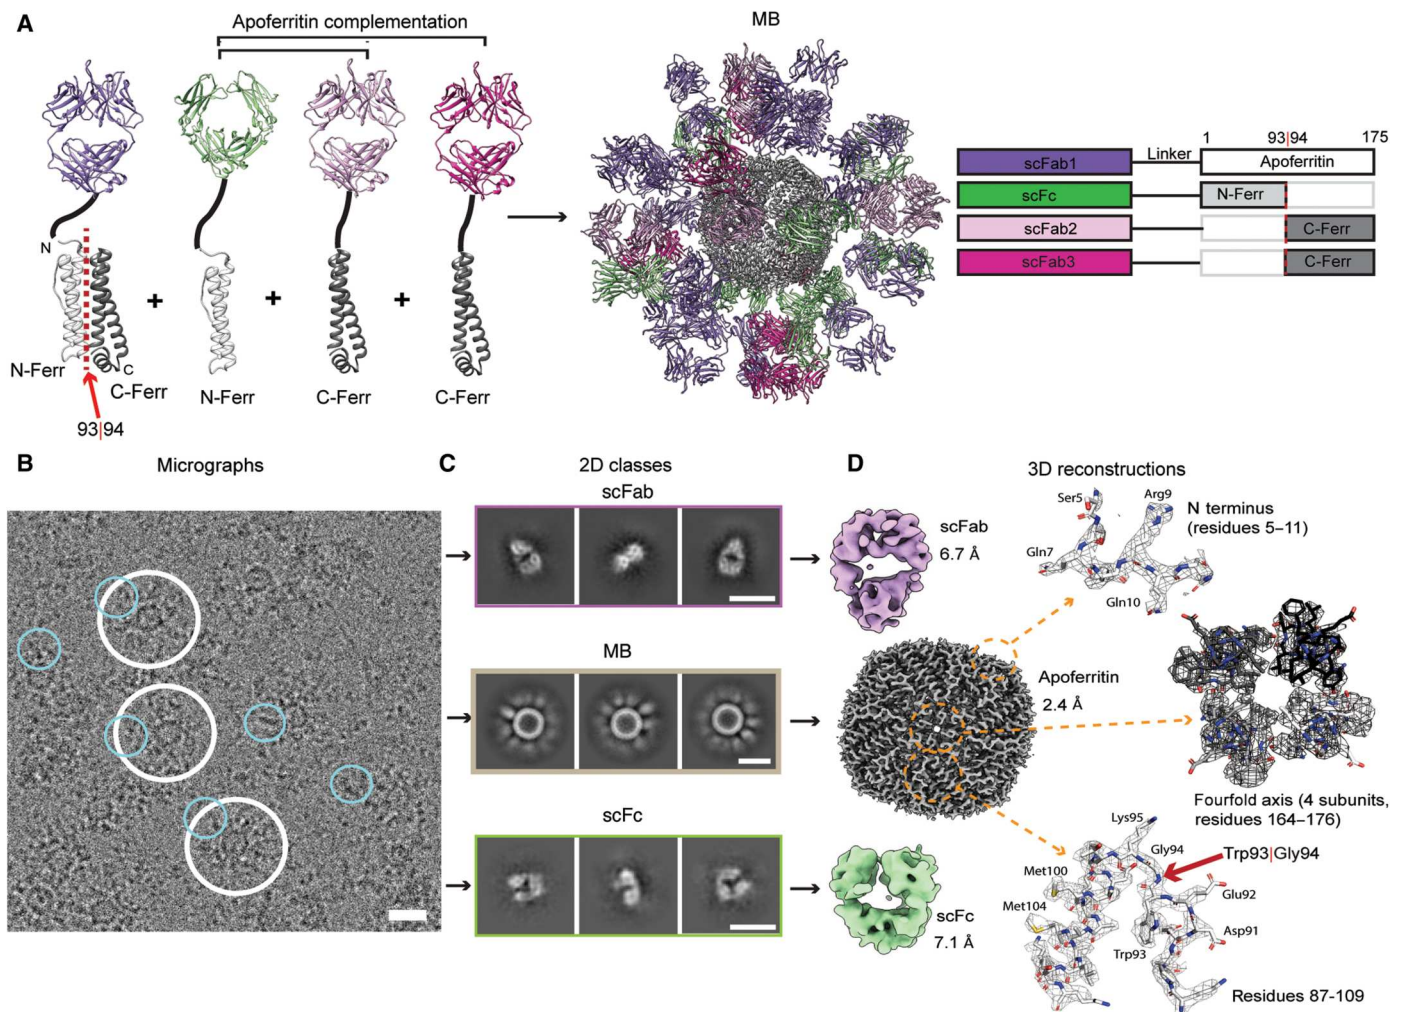 A
Apoferritin complementation
MB
N
N-Ferr
C
C-Ferr
93|94
+
N-Ferr
+
C-Ferr
+
C-Ferr
1
93|94
175
scFab1
Linker
Apoferritin
scFc
N-Ferr
scFab2
C-Ferr
scFab3
C-Ferr
B
Micrographs
C
2D classes
scFab
MB
scFc
D
3D reconstructions
scFab
6.7 Å
Ser5
Arg9
Gln7
Gln10
N terminus
(residues 5–11)
Apoferritin
2.4 Å
Fourfold axis (4 subunits,
residues 164–176)
scFc
7.1 Å
Lys95
Gly94
Trp93|Gly94
Met100
Glu92
Met104
Asp91
Trp93
Residues 87-109